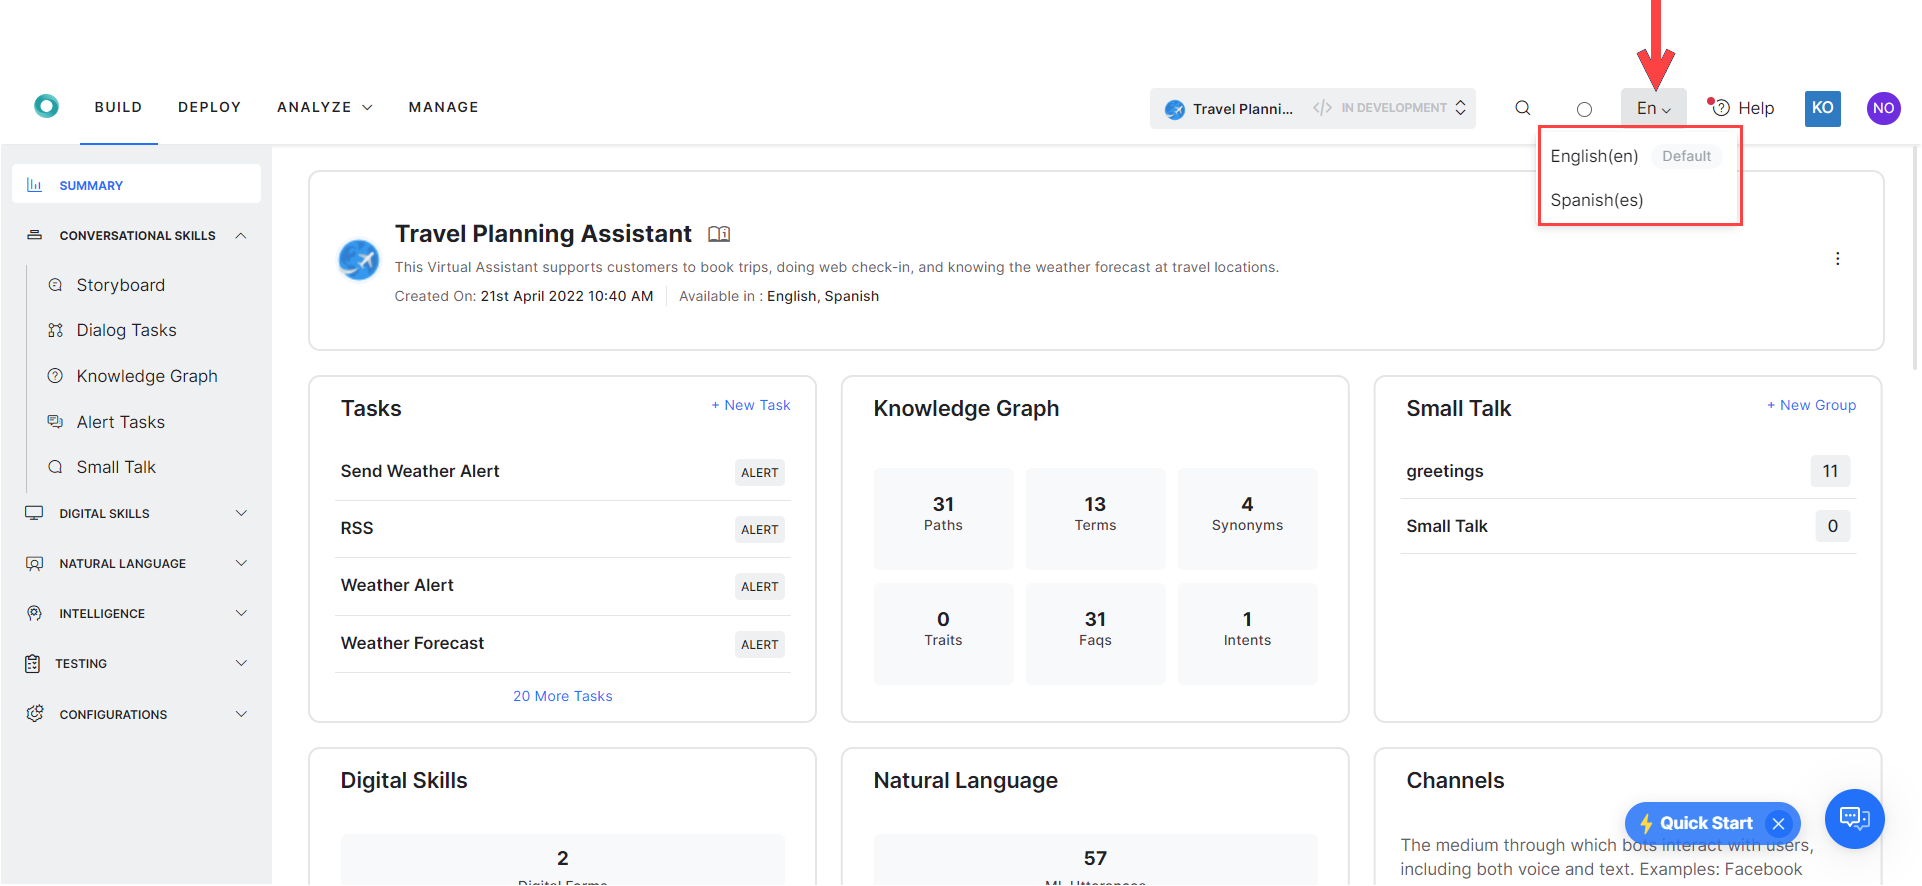 BUILD
DEPLOY
ANALYZE
MANAGE
Travel Planni...
</> IN DEVELOPMENT
En
Help
KO
NO
English(en) Default
Spanish(es)
SUMMARY
CONVERSATIONAL SKILLS
Storyboard
Dialog Tasks
Knowledge Graph
Alert Tasks
Small Talk
DIGITAL SKILLS
NATURAL LANGUAGE
INTELLIGENCE
TESTING
CONFIGURATIONS
Travel Planning Assistant
This Virtual Assistant supports customers to book trips, doing web check-in, and knowing the weather forecast at travel locations.
Created On: 21st April 2022 10:40 AM
Available in : English, Spanish
Tasks
+ New Task
Send Weather Alert ALERT
RSS ALERT
Weather Alert ALERT
Weather Forecast ALERT
20 More Tasks
Knowledge Graph
31
Paths
13
Terms
4
Synonyms
0
Traits
31
Faqs
1
Intents
Small Talk
+ New Group
greetings 11
Small Talk 0
Digital Skills
2
Digital Forms
Natural Language
57
ML Utterances
Channels
The medium through which bots interact with users,
including both voice and text. Examples: Facebook
Quick Start